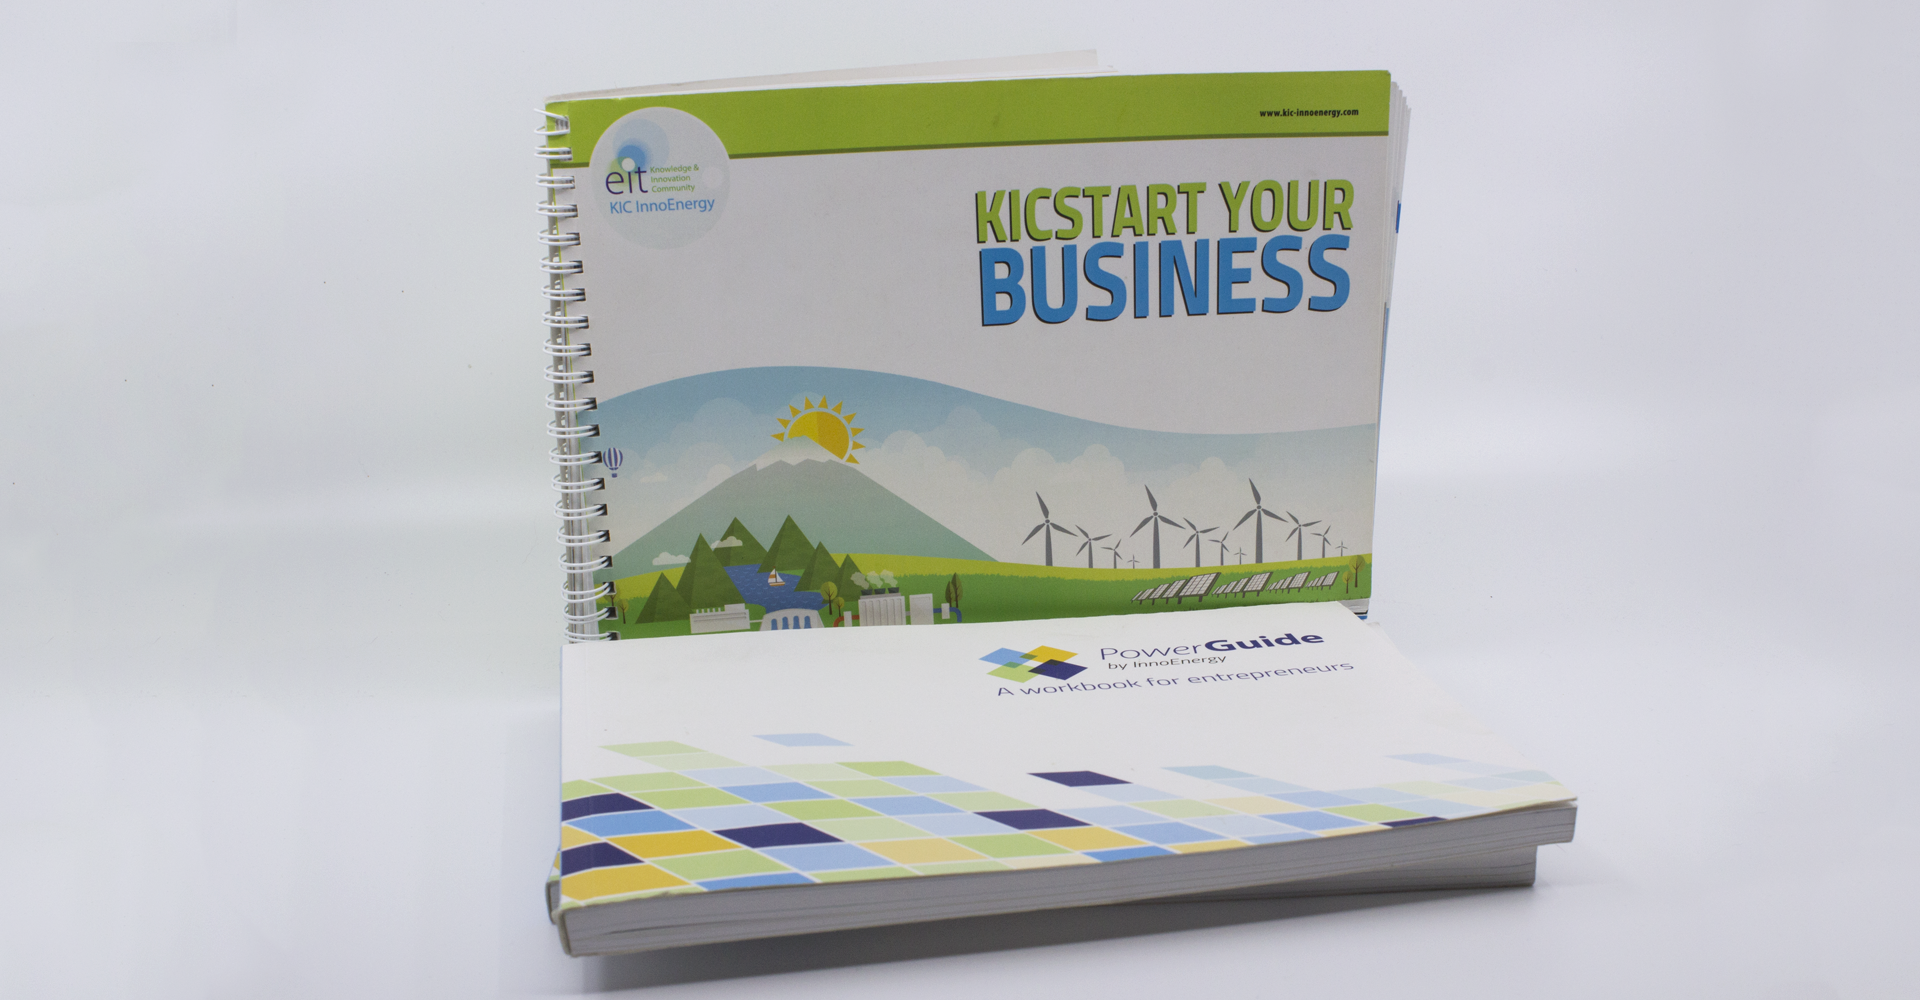 www.kic-innoenergy.com
eit Knowledge &
Innovation
Community
KIC InnoEnergy
KICSTART YOUR
BUSINESS
PowerGuide
by InnoEnergy
A workbook for entrepreneurs